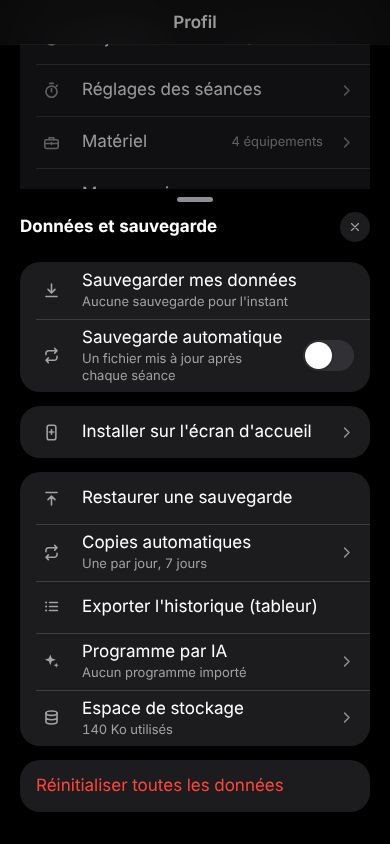 Profil
Réglages des séances
Matériel
4 équipements
Données et sauvegarde
Sauvegarder mes données
Aucune sauvegarde pour l'instant
Sauvegarde automatique
Un fichier mis à jour après
chaque séance
Installer sur l'écran d'accueil
Restaurer une sauvegarde
Copies automatiques
Une par jour, 7 jours
Exporter l'historique (tableur)
Programme par IA
Aucun programme importé
Espace de stockage
140 Ko utilisés
Réinitialiser toutes les données